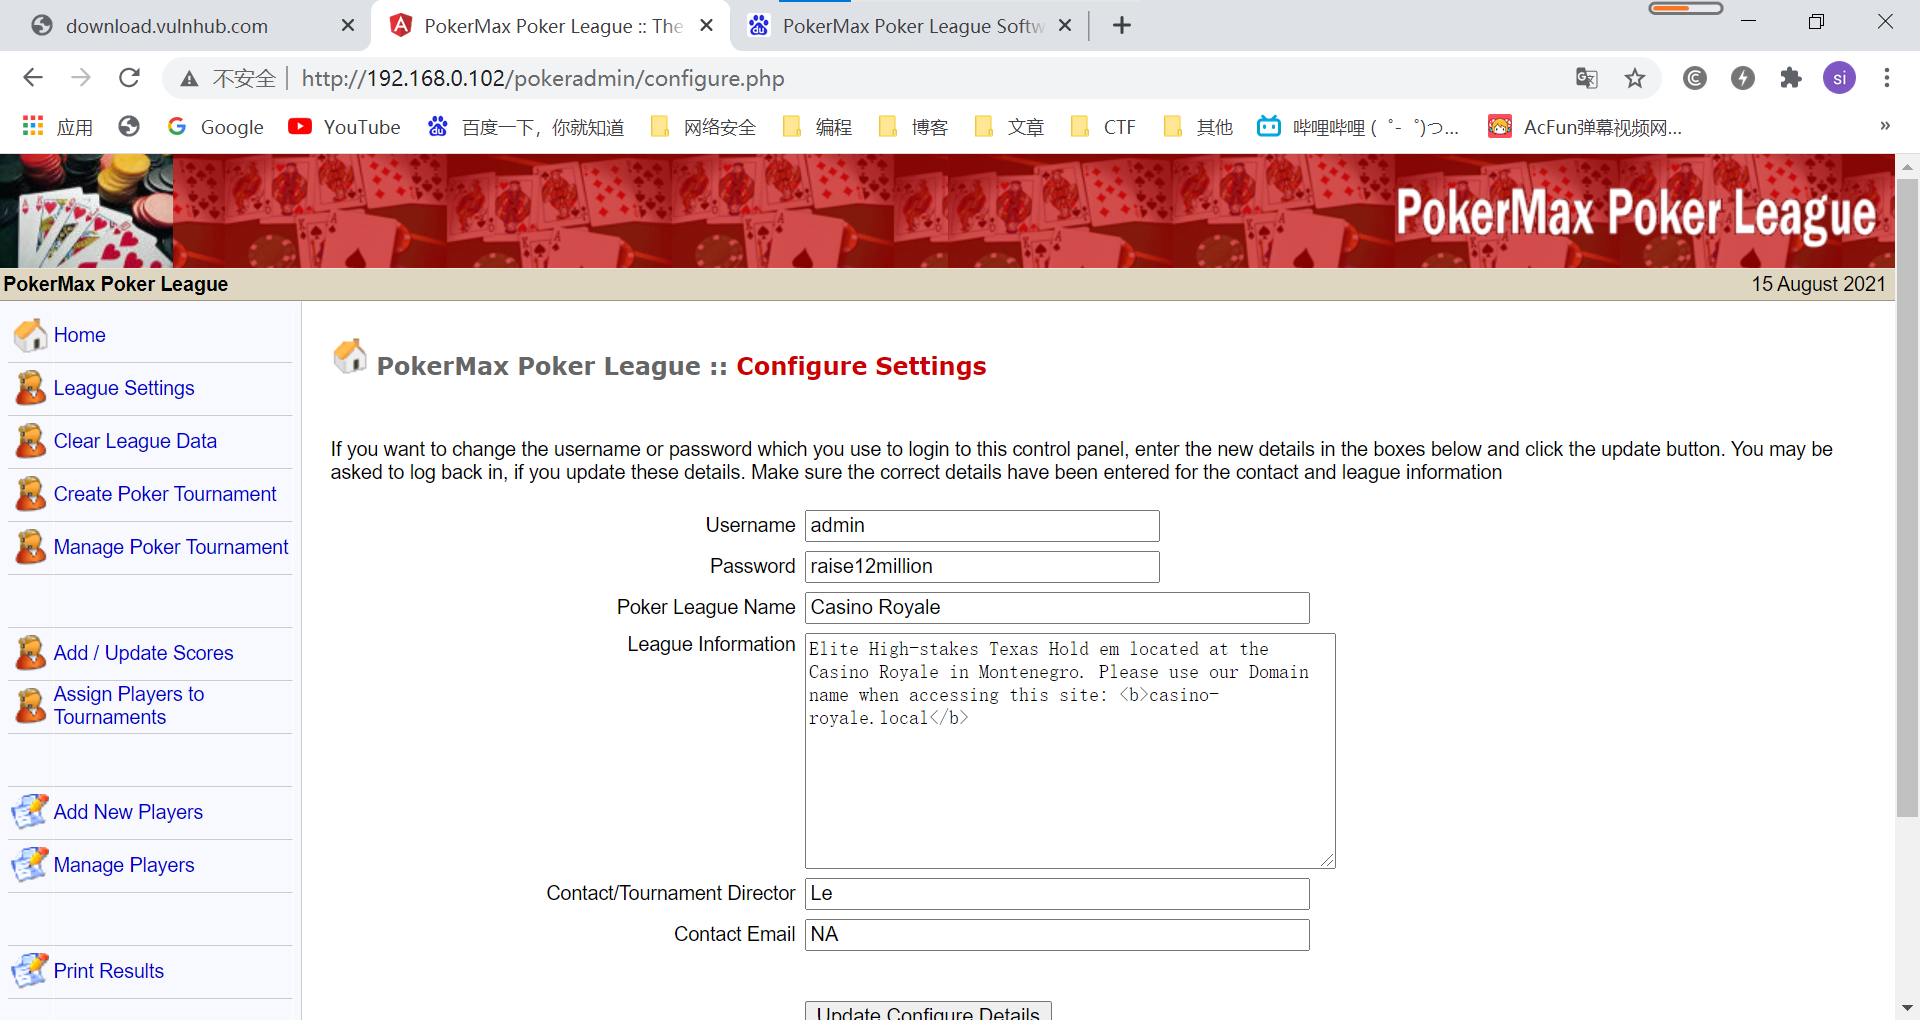 download.vulnhub.com
PokerMax Poker League :: The
PokerMax Poker League Softw
不安全 http://192.168.0.102/pokeradmin/configure.php
si
应用
Google
YouTube
百度一下，你就知道
网络安全
编程
博客
文章
CTF
其他
哔哩哔哩 ( ゜- ゜)つ...
AcFun弹幕视频网...
»
PokerMax Poker League
PokerMax Poker League
15 August 2021
Home
League Settings
Clear League Data
Create Poker Tournament
Manage Poker Tournament
Add / Update Scores
Assign Players to
Tournaments
Add New Players
Manage Players
Print Results
PokerMax Poker League :: Configure Settings
If you want to change the username or password which you use to login to this control panel, enter the new details in the boxes below and click the update button. You may be
asked to log back in, if you update these details. Make sure the correct details have been entered for the contact and league information
Username admin
Password raise12million
Poker League Name Casino Royale
League Information
Elite High-stakes Texas Hold em located at the
Casino Royale in Montenegro. Please use our Domain
name when accessing this site: <b>casino-
royale.local</b>
Contact/Tournament Director Le
Contact Email NA
Update Configure Details